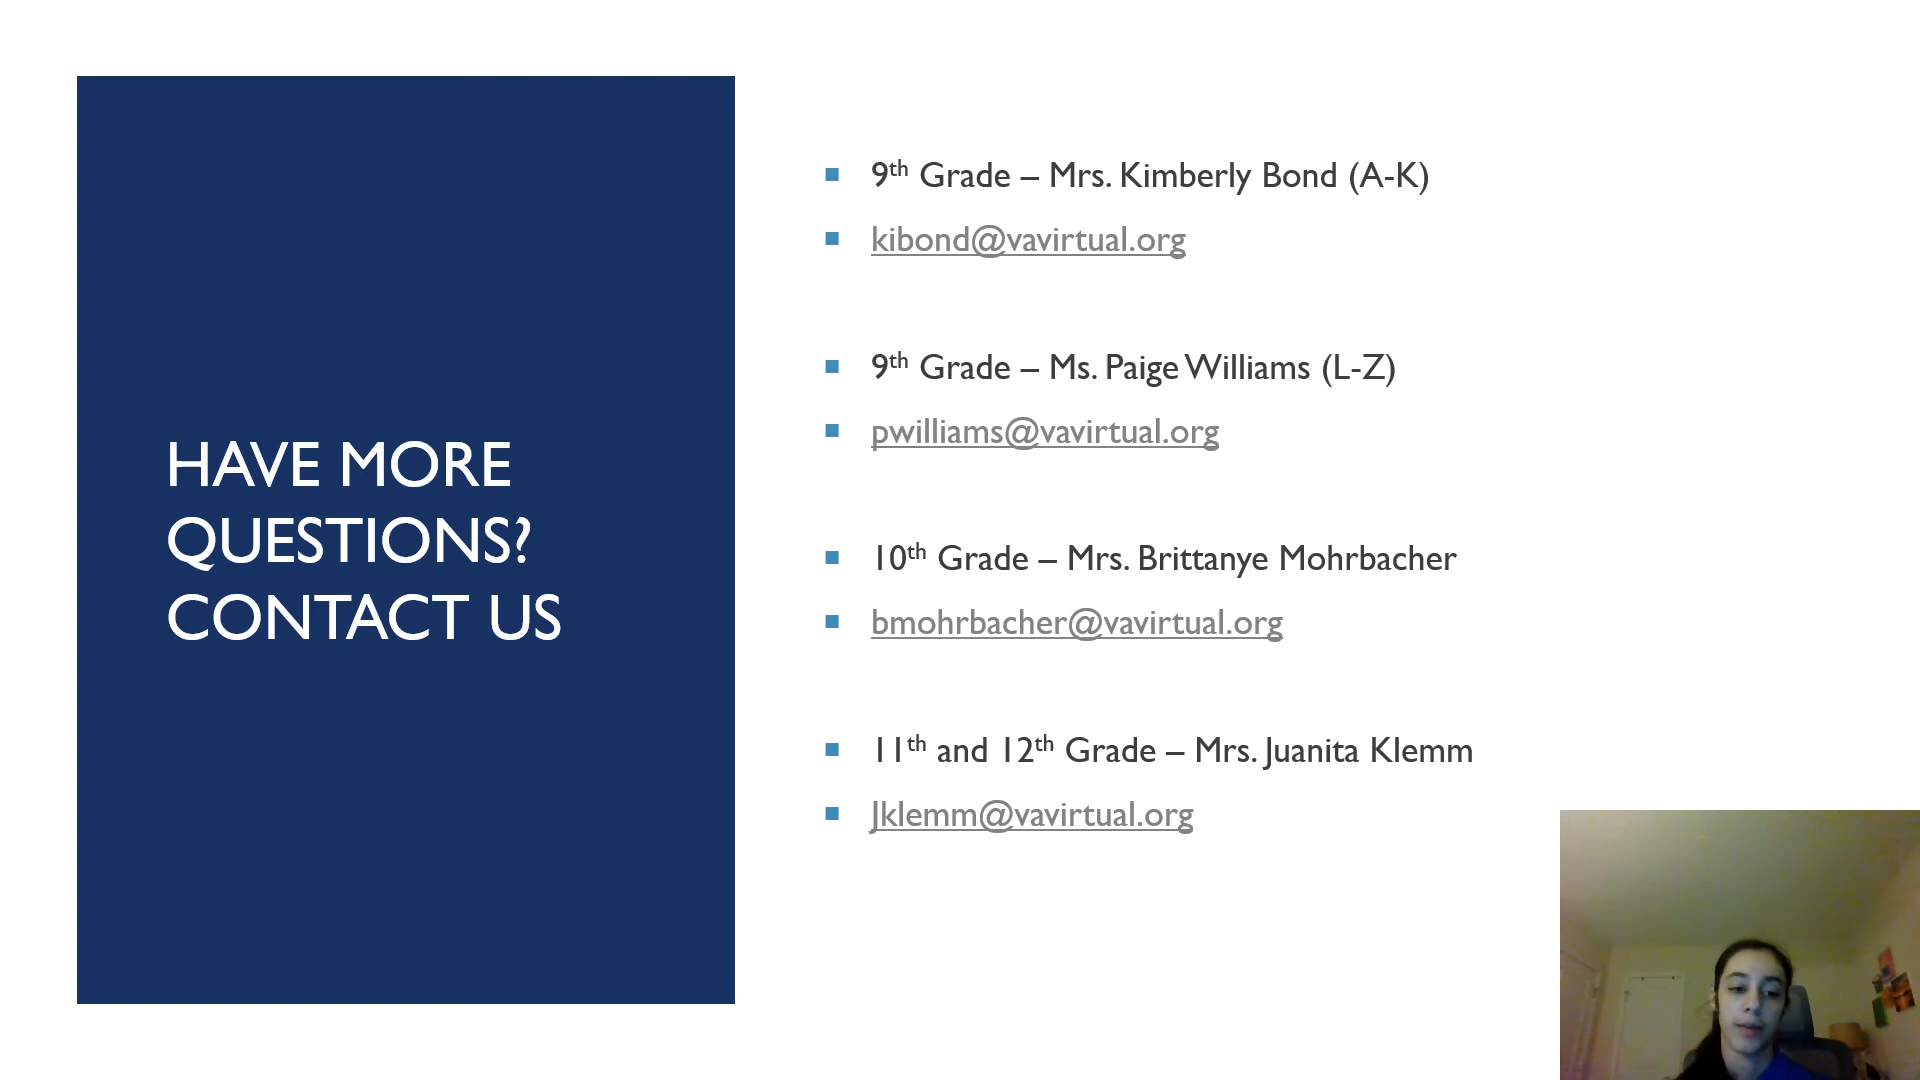 HAVE MORE
QUESTIONS?
CONTACT US
9th Grade – Mrs. Kimberly Bond (A-K)
kibond@vavirtual.org
9th Grade – Ms. Paige Williams (L-Z)
pwilliams@vavirtual.org
10th Grade – Mrs. Brittanye Mohrbacher
bmohrbacher@vavirtual.org
11th and 12th Grade – Mrs. Juanita Klemm
Jklemm@vavirtual.org